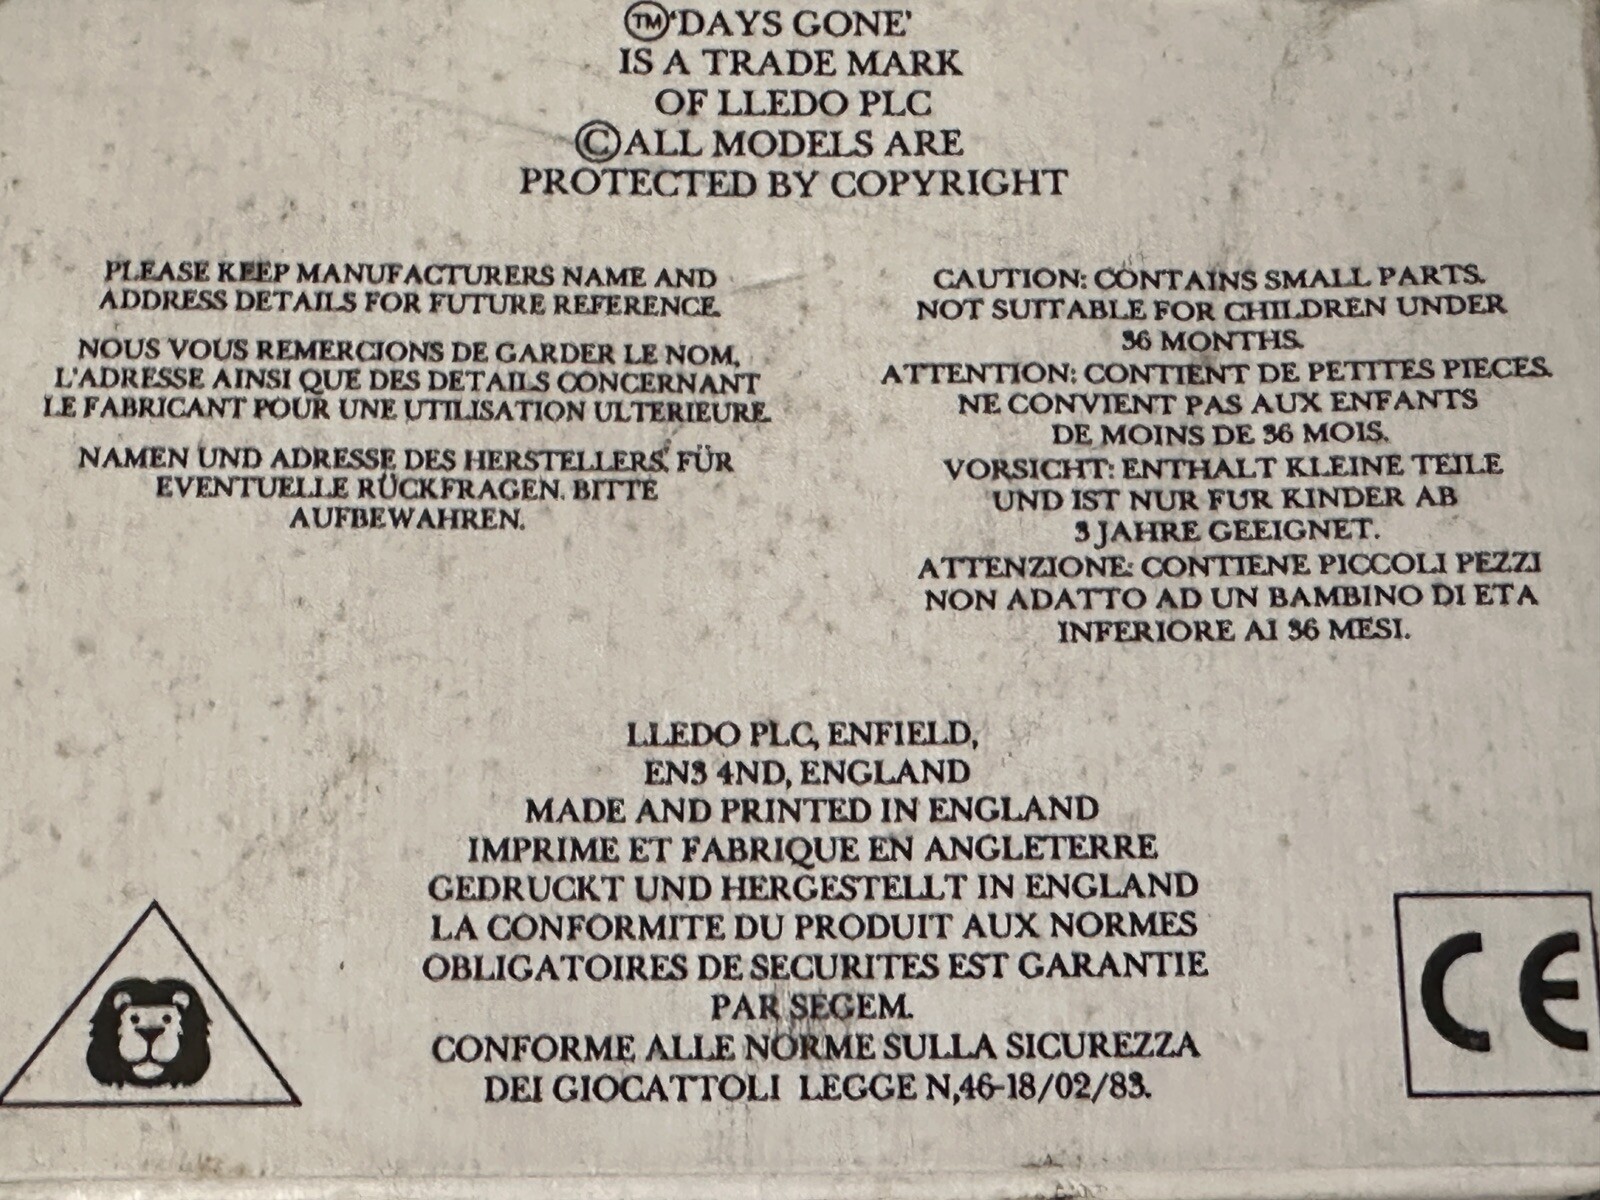 ™'DAYS GONE'
IS A TRADE MARK
OF LLEDO PLC
©ALL MODELS ARE
PROTECTED BY COPYRIGHT
PLEASE KEEP MANUFACTURERS NAME AND
ADDRESS DETAILS FOR FUTURE REFERENCE.
NOUS VOUS REMERCIONS DE GARDER LE NOM,
L'ADRESSE AINSI QUE DES DETAILS CONCERNANT
LE FABRICANT POUR UNE UTILISATION ULTERIEURE.
NAMEN UND ADRESSE DES HERSTELLERS. FÜR
EVENTUELLE RÜCKFRAGEN. BITTE
AUFBEWAHREN.
CAUTION: CONTAINS SMALL PARTS.
NOT SUITABLE FOR CHILDREN UNDER
36 MONTHS.
ATTENTION: CONTIENT DE PETITES PIECES.
NE CONVIENT PAS AUX ENFANTS
DE MOINS DE 36 MOIS.
VORSICHT: ENTHALT KLEINE TEILE
UND IST NUR FUR KINDER AB
3 JAHRE GEEIGNET.
ATTENZIONE: CONTIENE PICCOLI PEZZI
NON ADATTO AD UN BAMBINO DI ETA
INFERIORE AI 36 MESI.
LLEDO PLC, ENFIELD,
EN3 4ND, ENGLAND
MADE AND PRINTED IN ENGLAND
IMPRIME ET FABRIQUE EN ANGLETERRE
GEDRUCKT UND HERGESTELLT IN ENGLAND
LA CONFORMITE DU PRODUIT AUX NORMES
OBLIGATOIRES DE SECURITES EST GARANTIE
PAR SEGEM.
CONFORME ALLE NORME SULLA SICUREZZA
DEI GIOCATTOLI LEGGE N,46-18/02/83.
CE